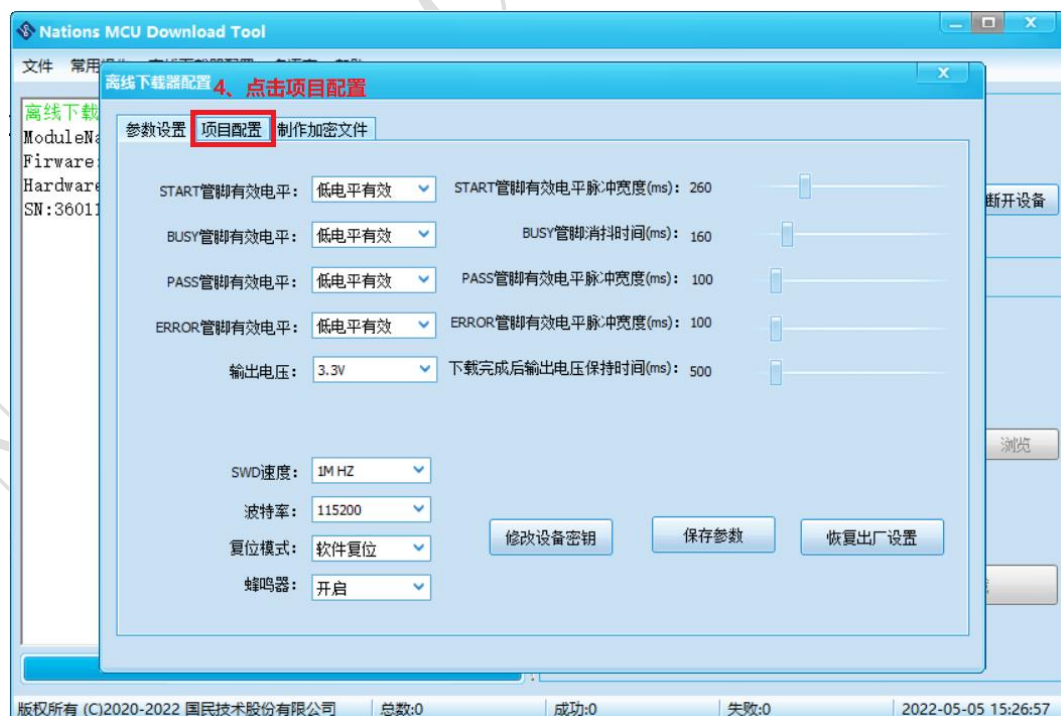 Nations MCU Download Tool
文件 常用
离线下载器配置 4、点击项目配置
离线下载
ModuleNa
Firware
Hardware
SN:36011
参数设置 项目配置 制作加密文件
START管脚有效电平: 低电平有效 START管脚有效电平脉冲宽度(ms): 260
断开设备
BUSY管脚有效电平: 低电平有效 BUSY管脚消抖时间(ms): 160
PASS管脚有效电平: 低电平有效 PASS管脚有效电平脉冲宽度(ms): 100
ERROR管脚有效电平: 低电平有效 ERROR管脚有效电平脉冲宽度(ms): 100
输出电压: 3.3V 下载完成后输出电压保持时间(ms): 500
浏览
SWD速度: 1M HZ
波特率: 115200
复位模式: 软件复位
蜂鸣器: 开启
修改设备密钥 保存参数 恢复出厂设置
版权所有 (C)2020-2022 国民技术股份有限公司 总数:0 成功:0 失败:0 2022-05-05 15:26:57